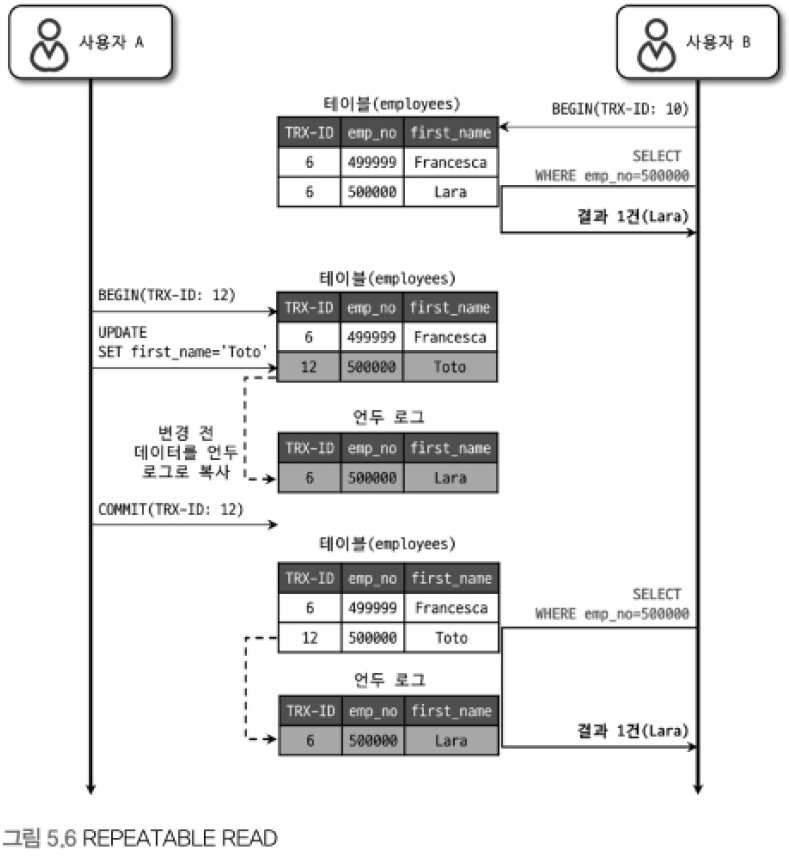 사용자 A
사용자 B
테이블(employees)
BEGIN(TRX-ID: 10)
TRX-ID emp_no first_name
6 499999 Francesca
6 500000 Lara
SELECT
WHERE emp_no=500000
결과 1건(Lara)
테이블(employees)
BEGIN(TRX-ID: 12)
TRX-ID emp_no first_name
6 499999 Francesca
12 500000 Toto
UPDATE
SET first_name='Toto'
변경 전
데이터를 언두
로그로 복사
언두 로그
TRX-ID emp_no first_name
6 500000 Lara
COMMIT(TRX-ID: 12)
테이블(employees)
TRX-ID emp_no first_name
6 499999 Francesca
12 500000 Toto
SELECT
WHERE emp_no=500000
언두 로그
TRX-ID emp_no first_name
6 500000 Lara
결과 1건(Lara)
그림 5.6 REPEATABLE READ